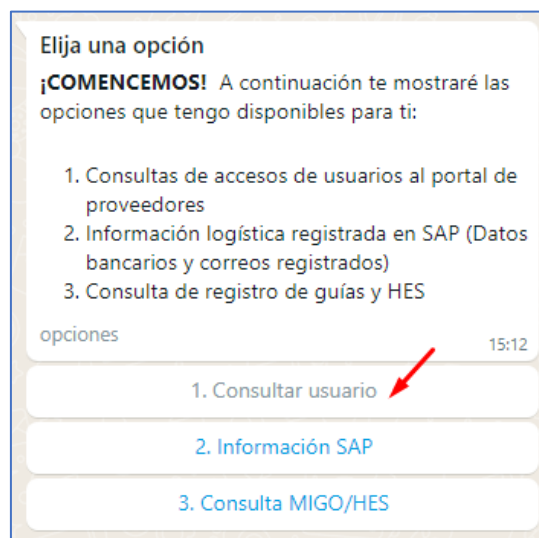 Elija una opción
¡COMENCEMOS! A continuación te mostraré las
opciones que tengo disponibles para ti:
1. Consultas de accesos de usuarios al portal de
proveedores
2. Información logística registrada en SAP (Datos
bancarios y correos registrados)
3. Consulta de registro de guías y HES
opciones
15:12
1. Consultar usuario
2. Información SAP
3. Consulta MIGO/HES